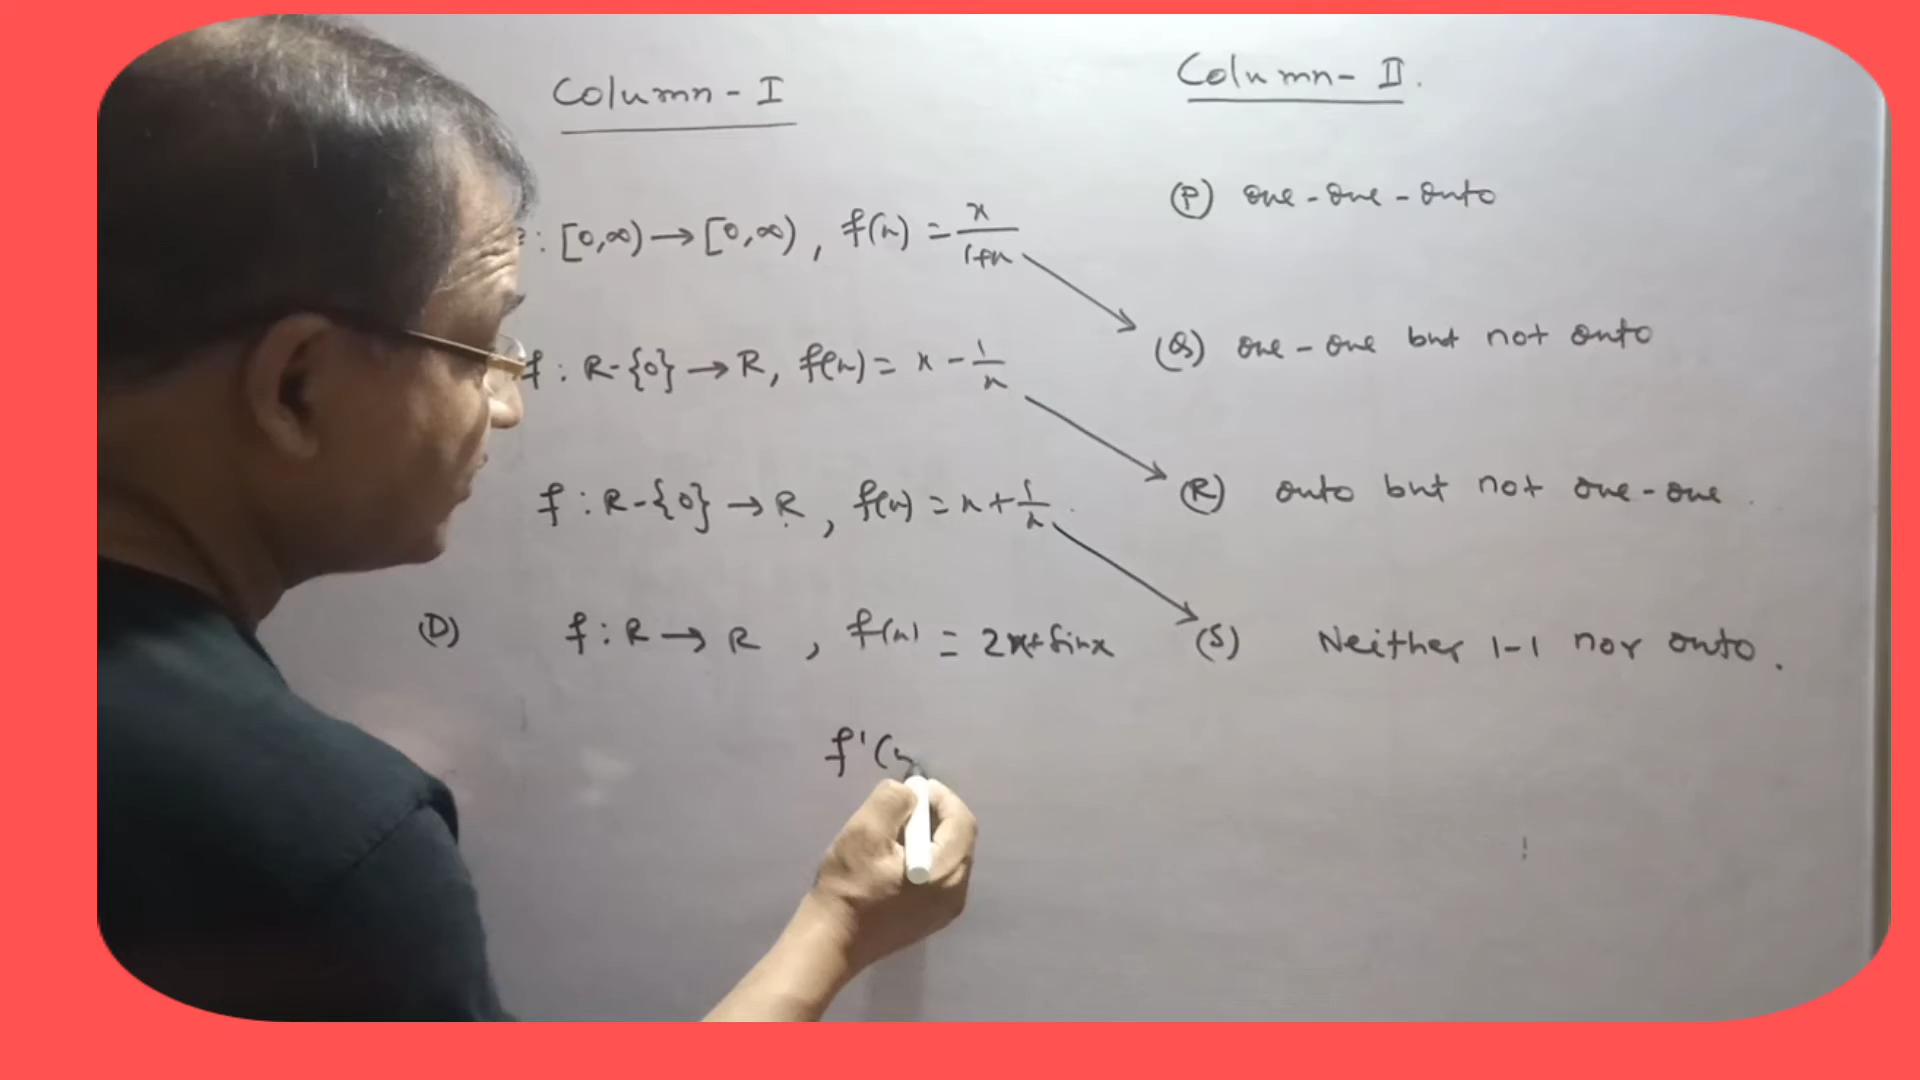 Column - I
Column - II.
: [0,∞) → [0,∞), f(x) = x/(1+x)
(P) one - one - onto
f : R-{0} → R, f(x) = x - 1/x
(Q) one - one but not onto
f : R-{0} → R, f(x) = x + 1/x
(R) onto but not one-one
(D) f : R → R, f(x) = 2x + sinx
(S) Neither 1-1 nor onto.
f'(